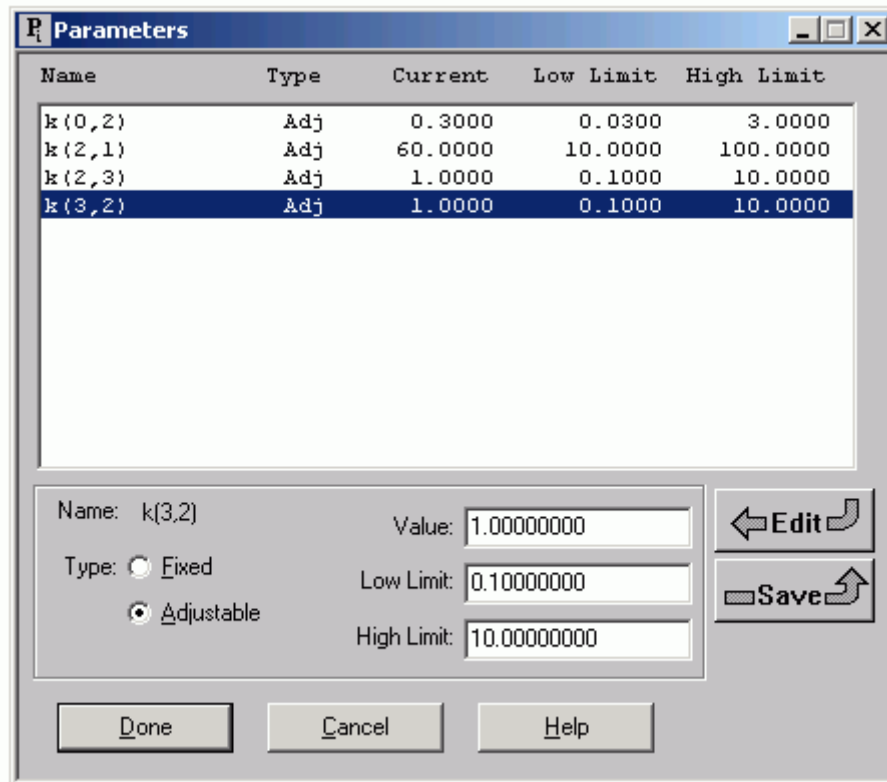 Pi Parameters
Name Type Current Low Limit High Limit
k(0,2) Adj 0.3000 0.0300 3.0000
k(2,1) Adj 60.0000 10.0000 100.0000
k(2,3) Adj 1.0000 0.1000 10.0000
k(3,2) Adj 1.0000 0.1000 10.0000
Name: k(3,2)
Type: Fixed
Adjustable
Value: 1.00000000
Low Limit: 0.10000000
High Limit: 10.00000000
Edit
Save
Done Cancel Help